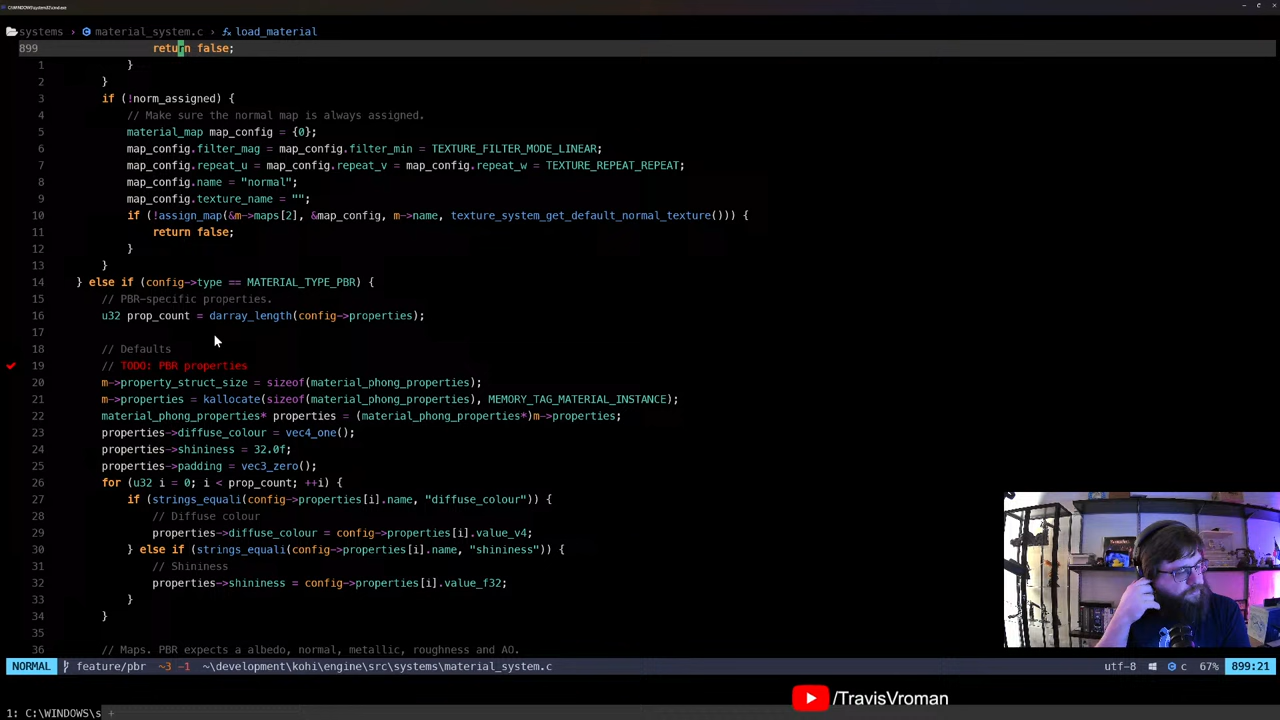 C:\WINDOWS\system32\cmd.exe
systems > material_system.c > load_material
899 return false;
1 }
2 }
3 if (!norm_assigned) {
4 // Make sure the normal map is always assigned.
5 material_map map_config = {0};
6 map_config.filter_mag = map_config.filter_min = TEXTURE_FILTER_MODE_LINEAR;
7 map_config.repeat_u = map_config.repeat_v = map_config.repeat_w = TEXTURE_REPEAT_REPEAT;
8 map_config.name = "normal";
9 map_config.texture_name = "";
10 if (!assign_map(&m->maps[2], &map_config, m->name, texture_system_get_default_normal_texture())) {
11 return false;
12 }
13 }
14 } else if (config->type == MATERIAL_TYPE_PBR) {
15 // PBR-specific properties.
16 u32 prop_count = darray_length(config->properties);
17
18 // Defaults
19 // TODO: PBR properties
20 m->property_struct_size = sizeof(material_phong_properties);
21 m->properties = kallocate(sizeof(material_phong_properties), MEMORY_TAG_MATERIAL_INSTANCE);
22 material_phong_properties* properties = (material_phong_properties*)m->properties;
23 properties->diffuse_colour = vec4_one();
24 properties->shininess = 32.0f;
25 properties->padding = vec3_zero();
26 for (u32 i = 0; i < prop_count; ++i) {
27 if (strings_equali(config->properties[i].name, "diffuse_colour")) {
28 // Diffuse colour
29 properties->diffuse_colour = config->properties[i].value_v4;
30 } else if (strings_equali(config->properties[i].name, "shininess")) {
31 // Shininess
32 properties->shininess = config->properties[i].value_f32;
33 }
34 }
35
36 // Maps. PBR expects a albedo, normal, metallic, roughness and AO.
NORMAL feature/pbr ~3 -1 ~\development\kohi\engine\src\systems\material_system.c utf-8 c 67% 899:21
/TravisVroman
1: C:\WINDOWS\s +